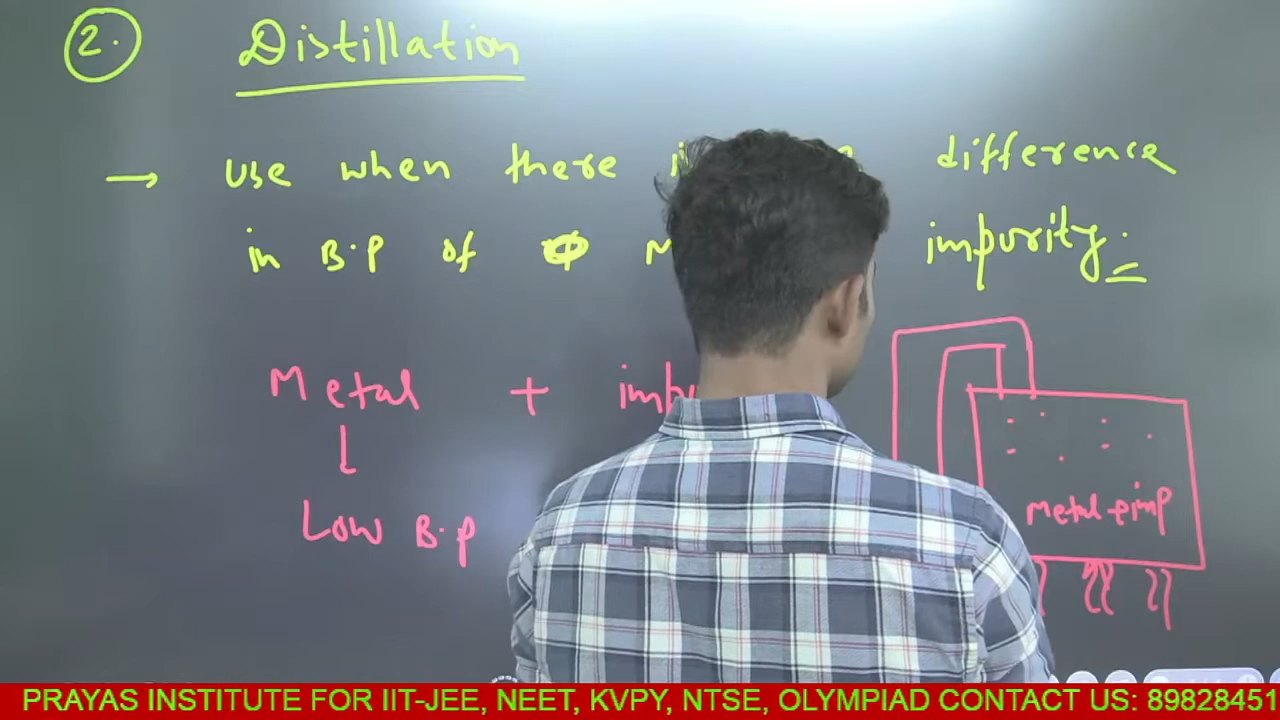 2. Distillation
→ Use when there difference
in B.P of impurity.
Metal + imp
Low B.P
Metal + imp
PRAYAS INSTITUTE FOR IIT-JEE, NEET, KVPY, NTSE, OLYMPIAD CONTACT US: 89828451